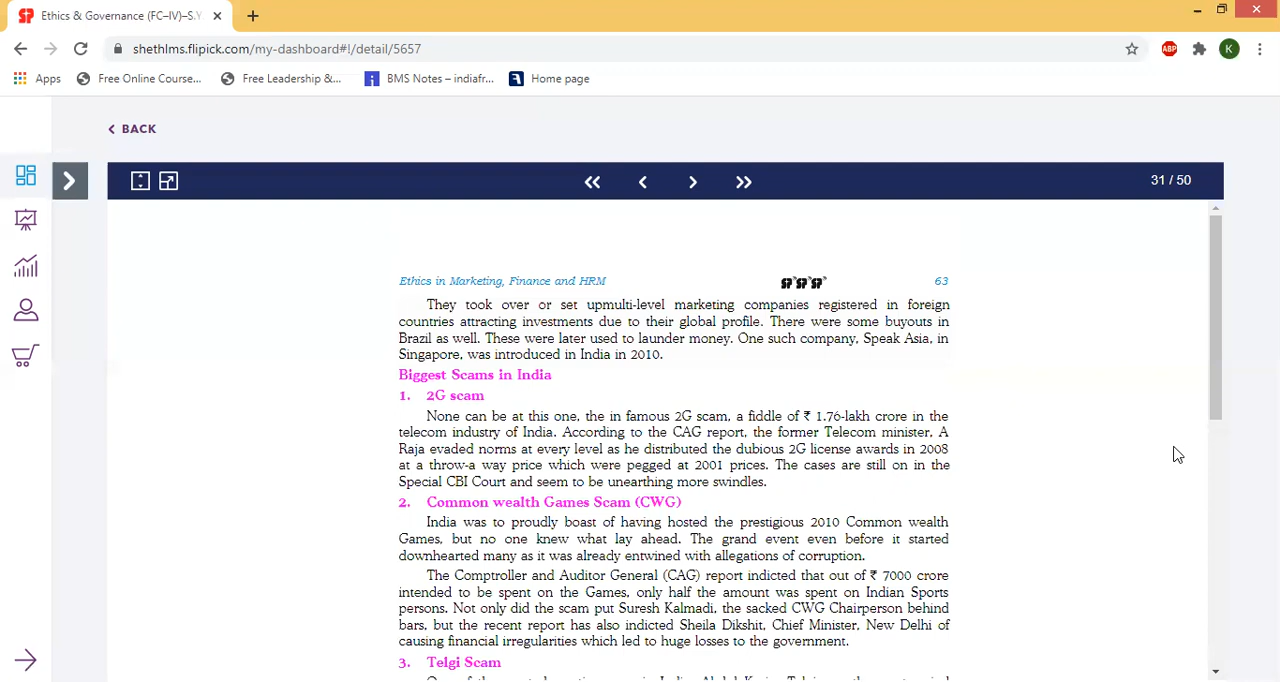 Ethics & Governance (FC–IV)–S.Y.
shethlms.flipick.com/my-dashboard#!/detail/5657
ABP
K
Apps
Free Online Course...
Free Leadership &...
BMS Notes – indiafr...
Home page
BACK
31 / 50
Ethics in Marketing, Finance and HRM
63
They took over or set upmulti-level marketing companies registered in foreign
countries attracting investments due to their global profile. There were some buyouts in
Brazil as well. These were later used to launder money. One such company, Speak Asia, in
Singapore, was introduced in India in 2010.
Biggest Scams in India
1. 2G scam
None can be at this one, the in famous 2G scam, a fiddle of ₹ 1.76-lakh crore in the
telecom industry of India. According to the CAG report, the former Telecom minister, A
Raja evaded norms at every level as he distributed the dubious 2G license awards in 2008
at a throw-a way price which were pegged at 2001 prices. The cases are still on in the
Special CBI Court and seem to be unearthing more swindles.
2. Common wealth Games Scam (CWG)
India was to proudly boast of having hosted the prestigious 2010 Common wealth
Games, but no one knew what lay ahead. The grand event even before it started
downhearted many as it was already entwined with allegations of corruption.
The Comptroller and Auditor General (CAG) report indicted that out of ₹ 7000 crore
intended to be spent on the Games, only half the amount was spent on Indian Sports
persons. Not only did the scam put Suresh Kalmadi, the sacked CWG Chairperson behind
bars, but the recent report has also indicted Sheila Dikshit, Chief Minister, New Delhi of
causing financial irregularities which led to huge losses to the government.
3. Telgi Scam